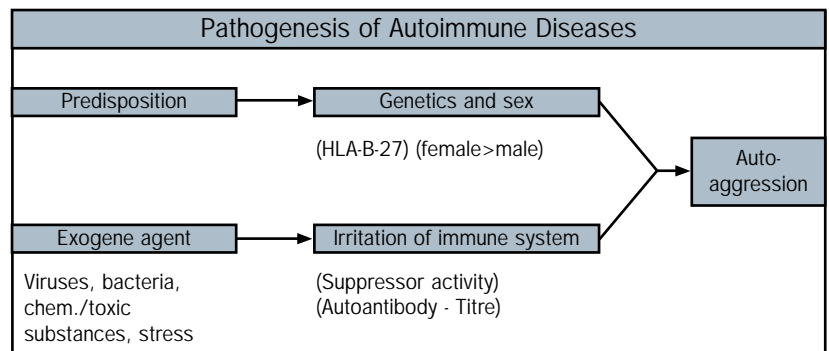 Pathogenesis of Autoimmune Diseases
Predisposition
Genetics and sex
(HLA-B-27) (female>male)
Auto-
aggression
Exogene agent
Irritation of immune system
Viruses, bacteria,
chem./toxic
substances, stress
(Suppressor activity)
(Autoantibody - Titre)